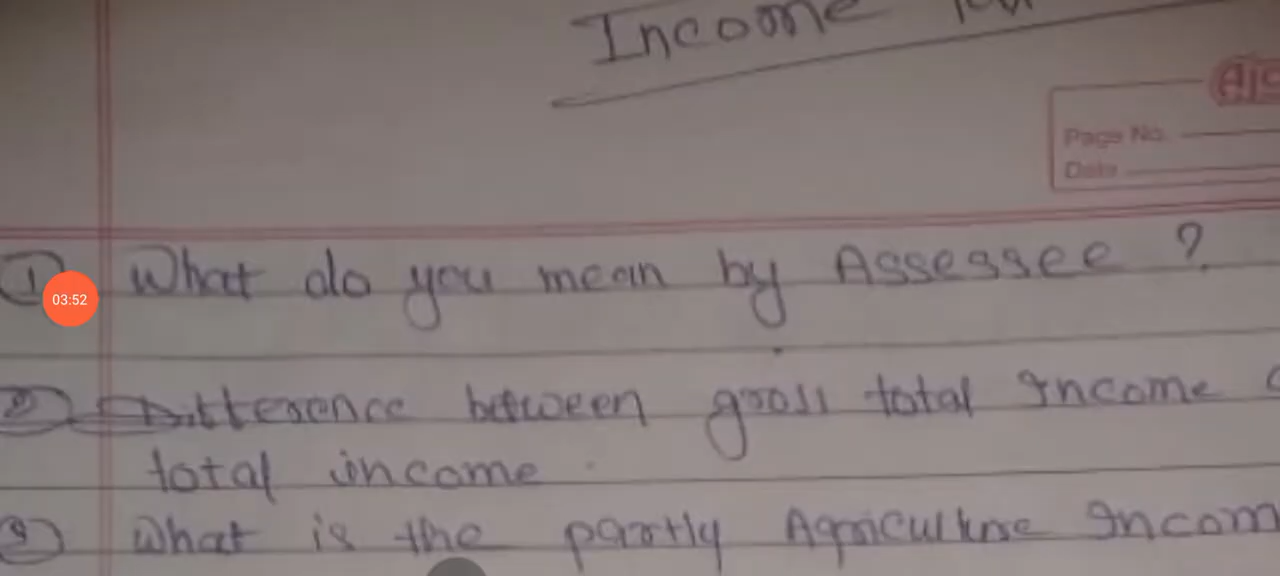 Income
Page No.
Date
1 What do you mean by Assessee ?
03:52
2 Difference between gross total Income
total income.
3 What is the partly Agriculture Incom